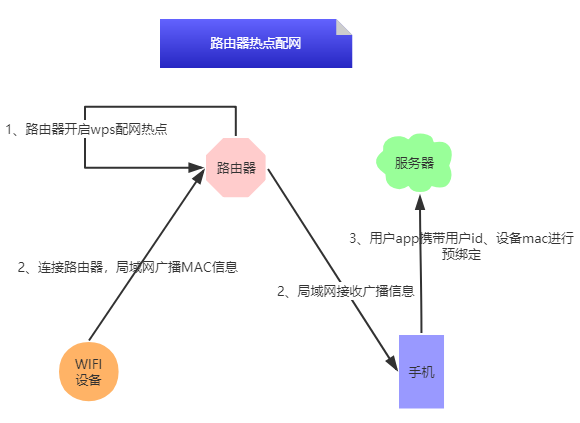 路由器热点配网
1、路由器开启wps配网热点
路由器
服务器
3、用户app携带用户id、设备mac进行
预绑定
2、连接路由器，局域网广播MAC信息
2、局域网接收广播信息
WIFI
设备
手机